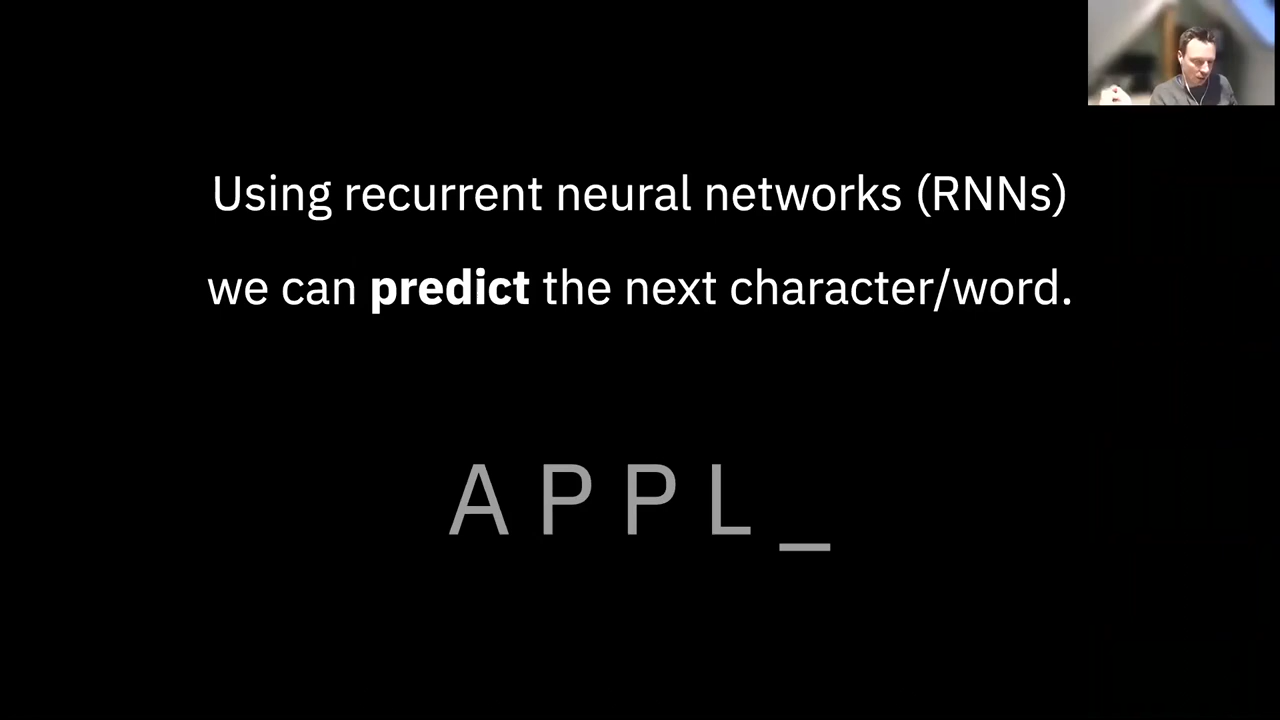 Using recurrent neural networks (RNNs)
we can predict the next character/word.
A P P L _